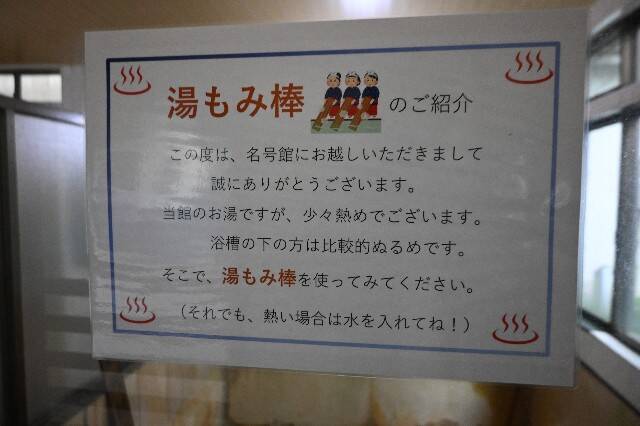 湯もみ棒のご紹介
この度は、名号館にお越しいただきまして
誠にありがとうございます。
当館のお湯ですが、少々熱めでございます。
浴槽の下の方は比較的ぬるめです。
そこで、湯もみ棒を使ってみてください。
（それでも、熱い場合は水を入れてね！）